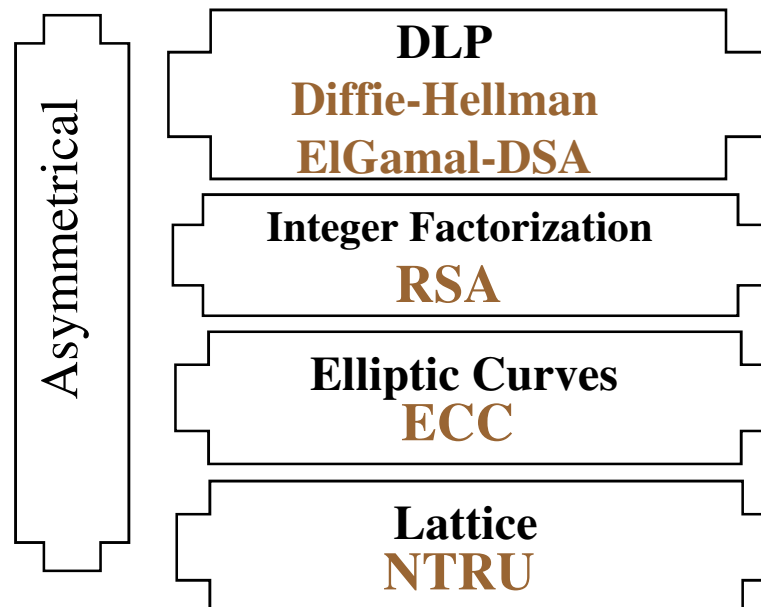 Asymmetrical
DLP
Diffie-Hellman
ElGamal-DSA
Integer Factorization
RSA
Elliptic Curves
ECC
Lattice
NTRU